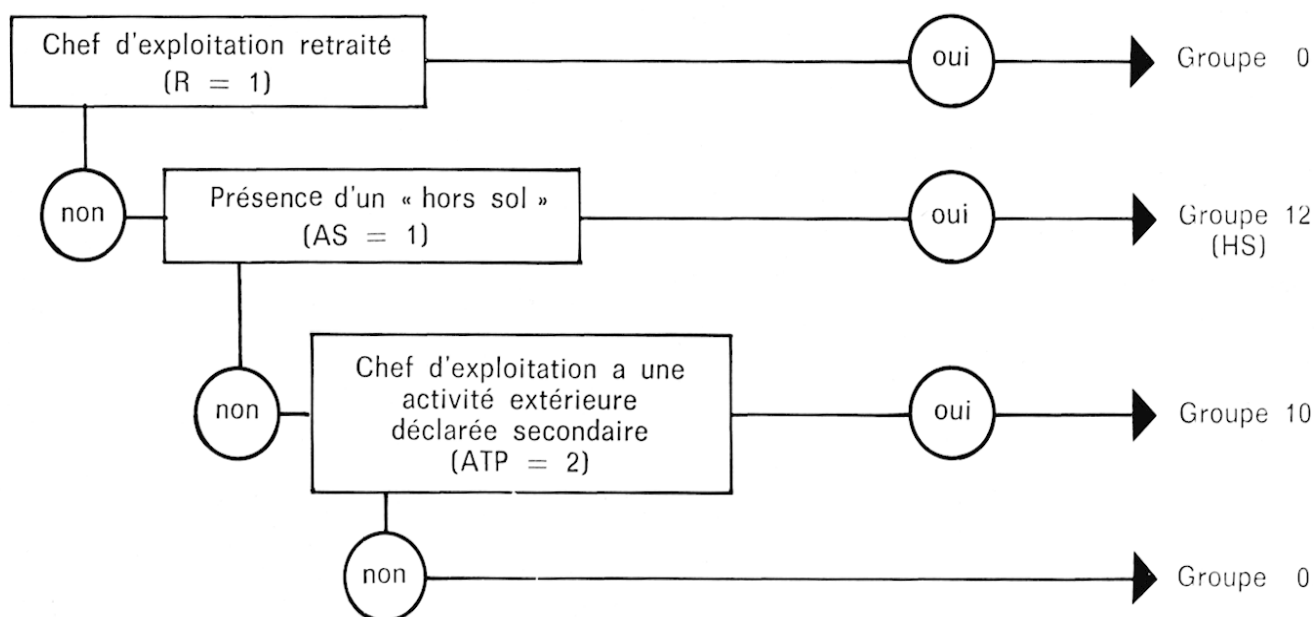 Chef d'exploitation retraité
(R = 1)
oui
Groupe 0
non
Présence d'un « hors sol »
(AS = 1)
oui
Groupe 12
(HS)
non
Chef d'exploitation a une
activité extérieure
déclarée secondaire
(ATP = 2)
oui
Groupe 10
non
Groupe 0